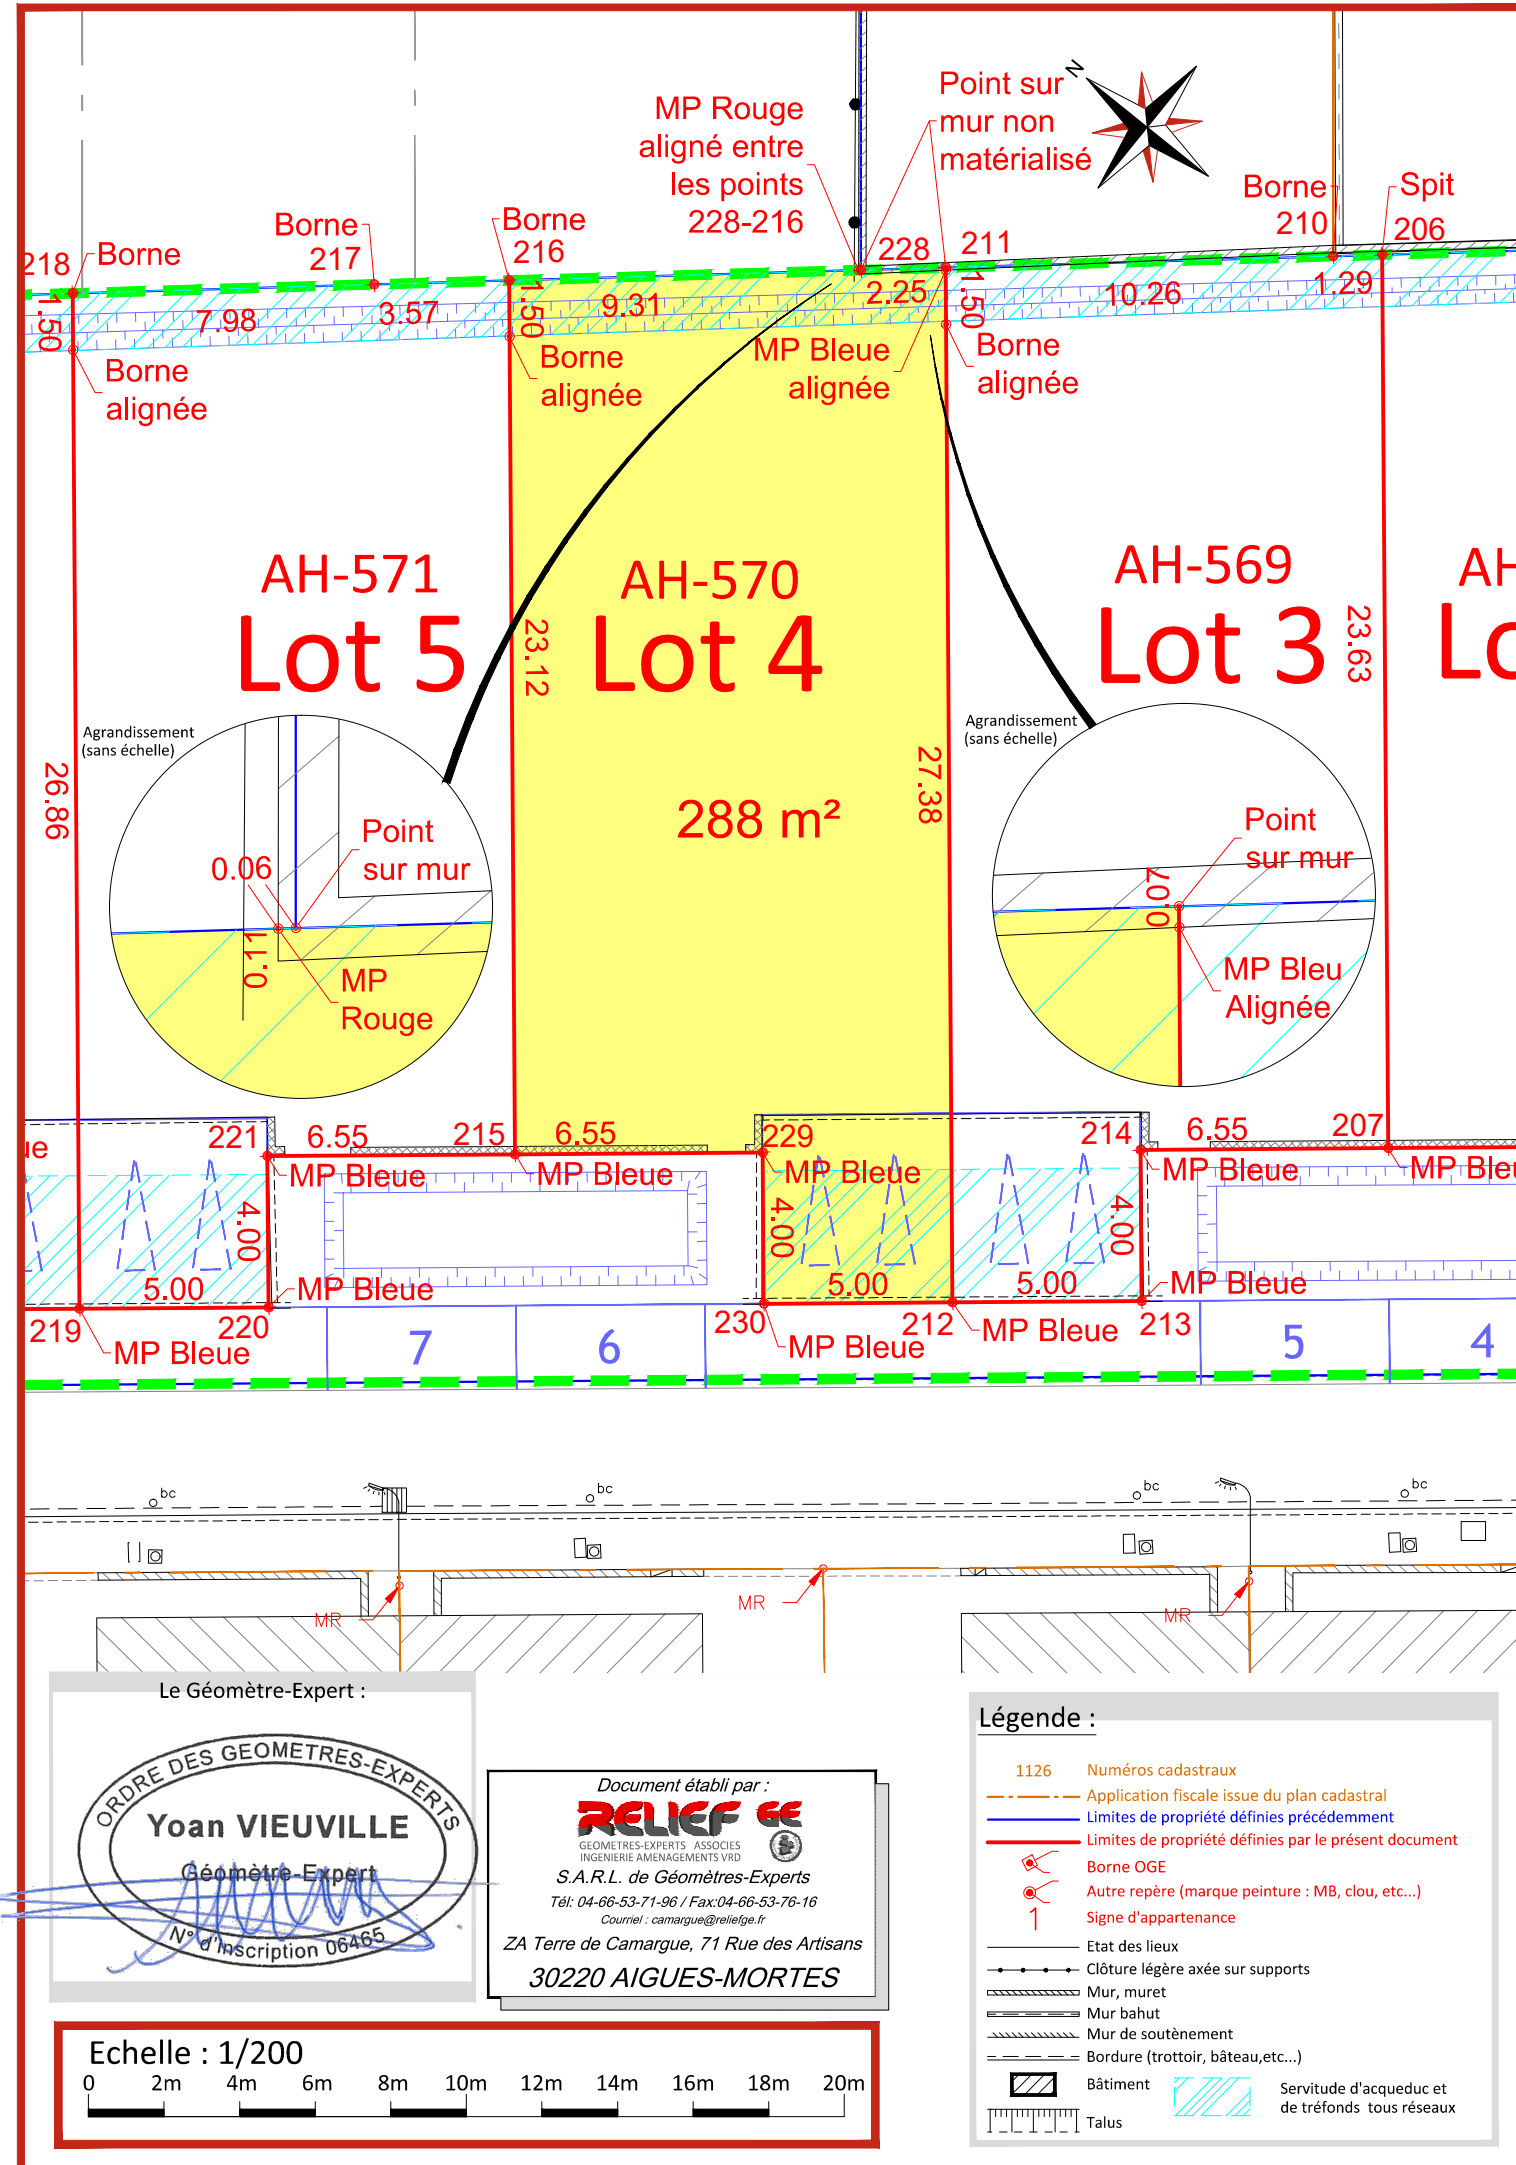 N
MP Rouge
aligné entre
les points
228-216
Point sur
mur non
matérialisé
Borne
210
Spit
206
218
Borne
Borne
217
Borne
216
228
211
1.50
7.98
3.57
1.50
9.31
2.25
1.50
10.26
1.29
Borne
alignée
Borne
alignée
MP Bleue
alignée
Borne
alignée
AH-571
Lot 5
AH-570
Lot 4
AH-569
Lot 3
AH
Lo
23.12
23.63
26.86
27.38
288 m²
Agrandissement
(sans échelle)
Point
sur mur
0.06
0.11
MP
Rouge
Agrandissement
(sans échelle)
Point
sur mur
0.07
MP Bleu
Alignée
ue
221
6.55
215
6.55
229
214
6.55
207
MP Bleue
MP Bleue
MP Bleue
MP Bleue
MP Bleu
4.00
4.00
4.00
5.00
5.00
5.00
MP Bleue
MP Bleue
219
220
230
212
213
MP Bleue
MP Bleue
MP Bleue
7
6
5
4
bc
bc
bc
bc
MR
MR
MR
Le Géomètre-Expert :
ORDRE DES GEOMETRES-EXPERTS
Yoan VIEUVILLE
Géomètre-Expert
N° d'inscription 06465
Document établi par :
RELIEF GE
GEOMETRES-EXPERTS ASSOCIES
INGENIERIE AMENAGEMENTS VRD
S.A.R.L. de Géomètres-Experts
Tél: 04-66-53-71-96 / Fax:04-66-53-76-16
Courriel : camargue@reliefge.fr
ZA Terre de Camargue, 71 Rue des Artisans
30220 AIGUES-MORTES
Echelle : 1/200
0 2m 4m 6m 8m 10m 12m 14m 16m 18m 20m
Légende :
1126 Numéros cadastraux
Application fiscale issue du plan cadastral
Limites de propriété définies précédemment
Limites de propriété définies par le présent document
Borne OGE
Autre repère (marque peinture : MB, clou, etc...)
Signe d'appartenance
Etat des lieux
Clôture légère axée sur supports
Mur, muret
Mur bahut
Mur de soutènement
Bordure (trottoir, bâteau,etc...)
Bâtiment
Servitude d'acqueduc et
de tréfonds tous réseaux
Talus